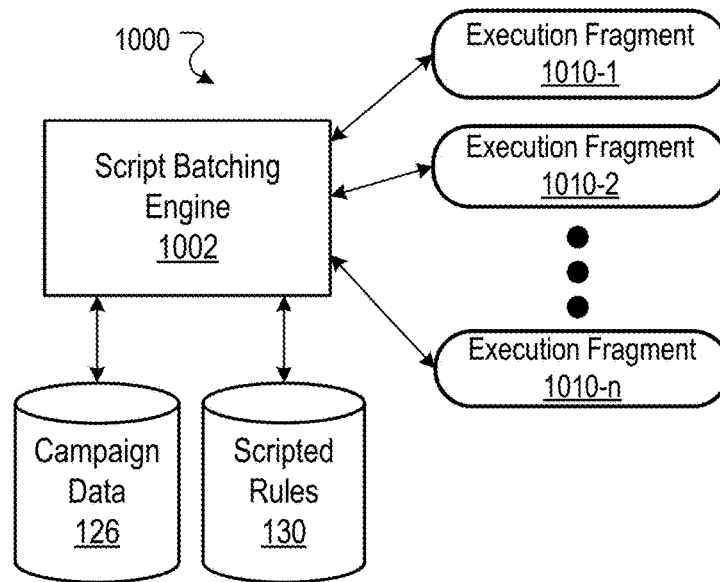 1000
Execution Fragment
1010-1
Execution Fragment
1010-2
Script Batching
Engine
1002
Execution Fragment
1010-n
Campaign
Data
126
Scripted
Rules
130